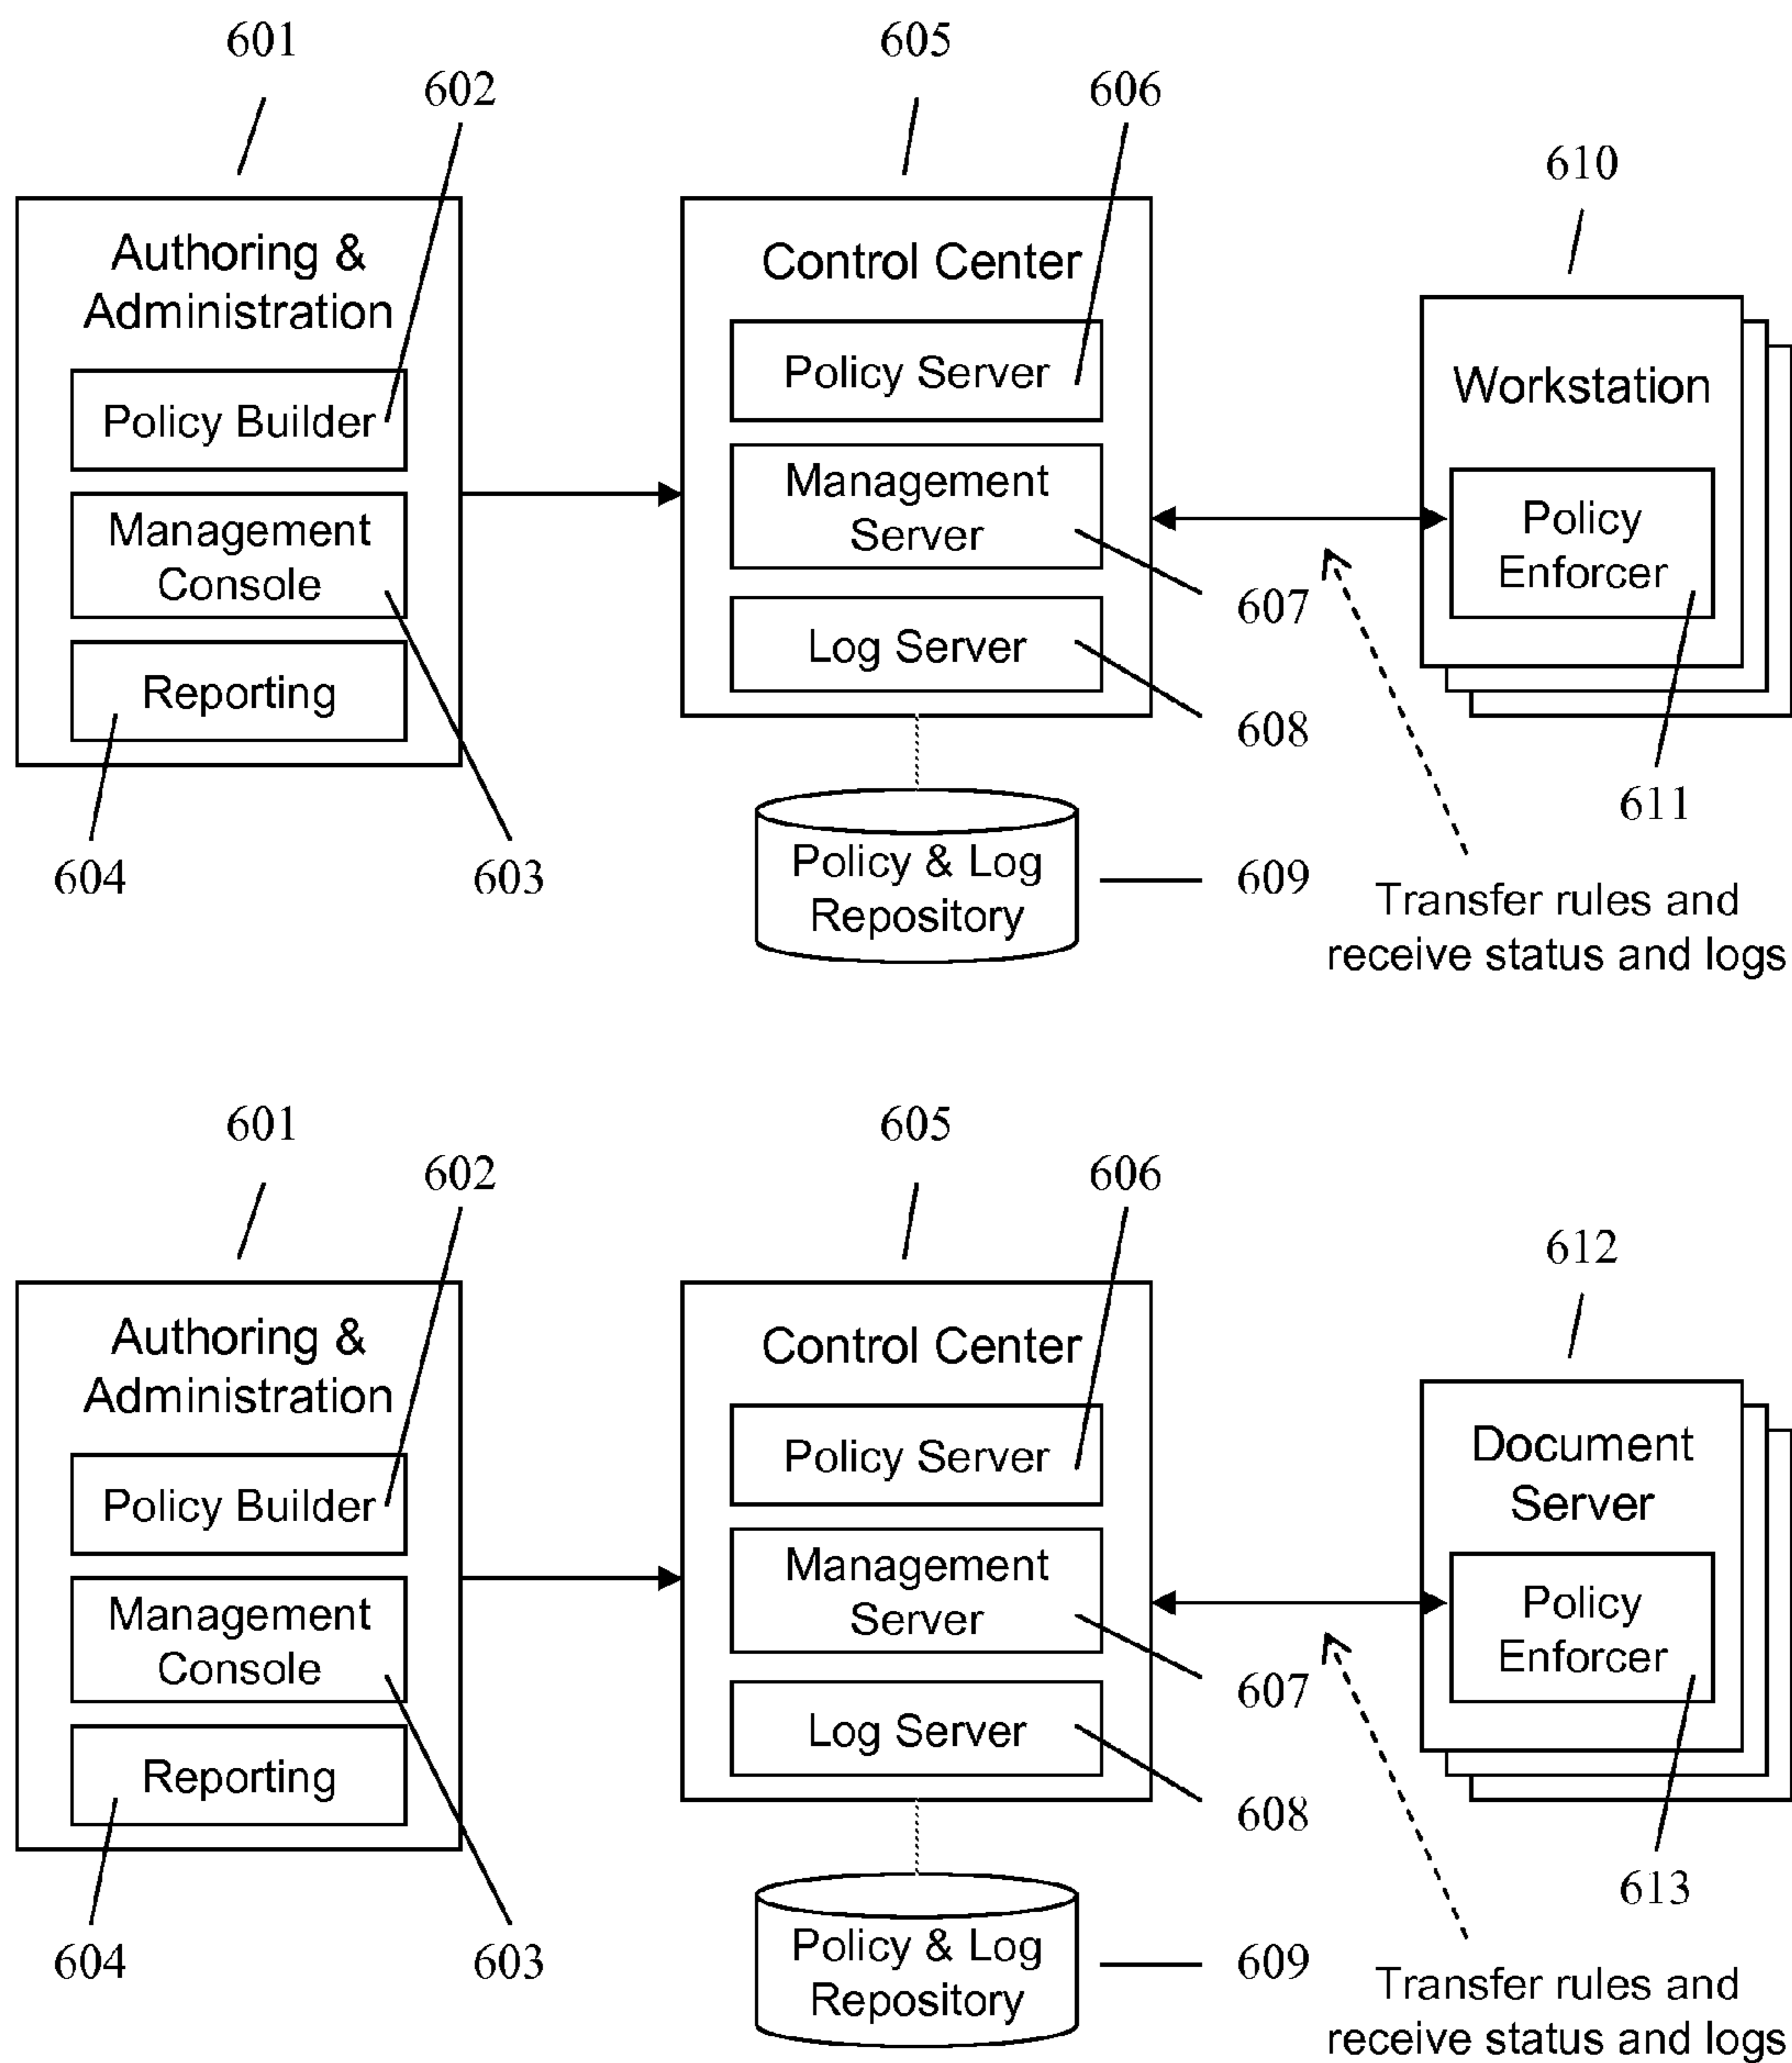 601
605
602
606
610
Authoring &
Administration
Control Center
Policy Server
Workstation
Policy Builder
Management
Server
Management
Console
Policy
Enforcer
607
Log Server
Reporting
608
611
604
603
Policy & Log
Repository
609
Transfer rules and
receive status and logs
601
605
602
606
612
Authoring &
Administration
Control Center
Document
Server
Policy Server
Policy Builder
Management
Server
Management
Console
Policy
Enforcer
607
Log Server
Reporting
608
613
604
603
Policy & Log
Repository
609
Transfer rules and
receive status and logs